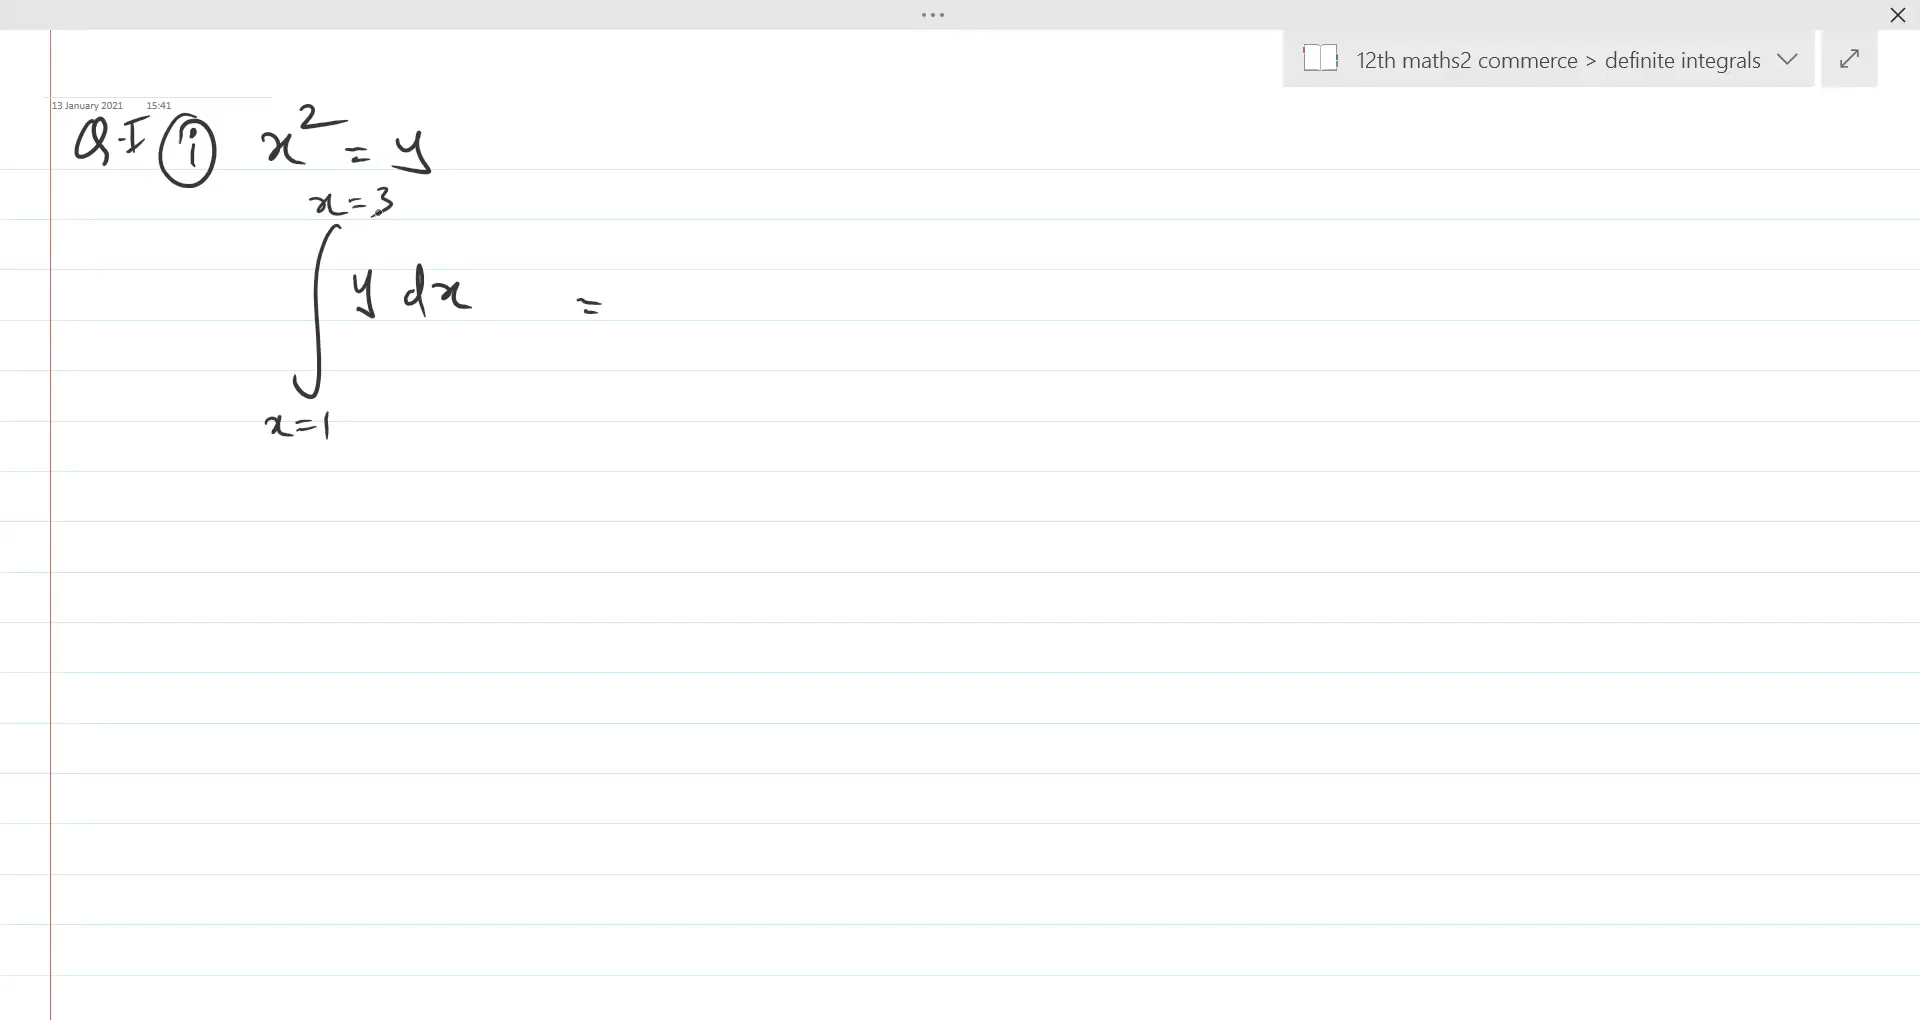 12th maths2 commerce > definite integrals
13 January 2021 15:41
Q.I (i) x² = y
x=3
∫ y dx =
x=1